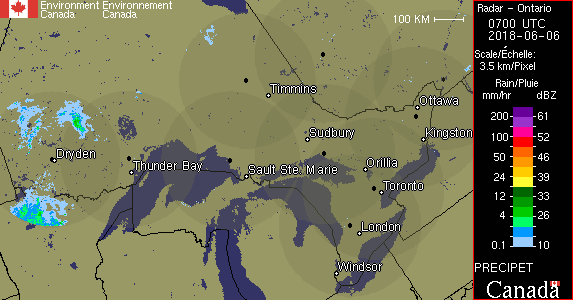 Environment Environnement
Canada Canada
100 KM
Timmins
Ottawa
Sudbury
Kingston
Dryden
Thunder Bay
Sault Ste. Marie
Orillia
Toronto
London
Windsor
Radar - Ontario
0700 UTC
2018-06-06
Scale/Échelle:
3.5 km/Pixel
Rain/Pluie
mm/hr dBZ
200 61
100 52
50 46
24 39
12 33
4 26
0.1 10
PRECIPET
Canada